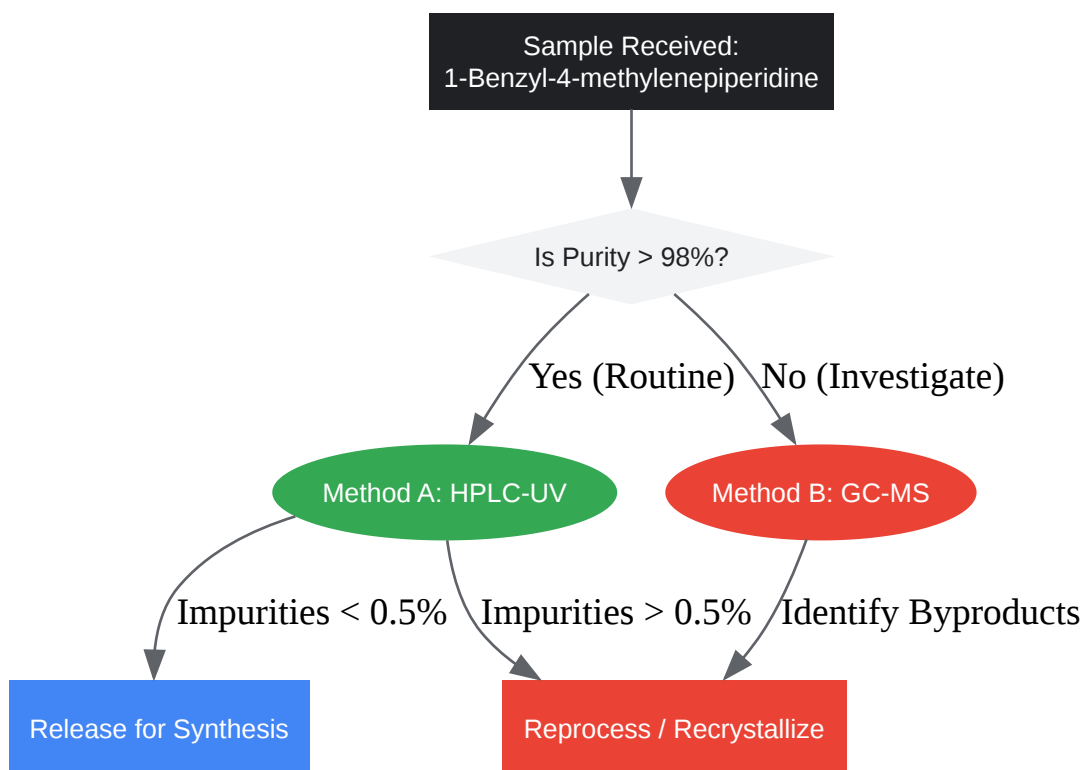 Sample Received:
1-Benzyl-4-methylenepiperidine
Is Purity > 98%?
Yes (Routine)
No (Investigate)
Method A: HPLC-UV
Method B: GC-MS
Impurities < 0.5%
Impurities > 0.5%
Identify Byproducts
Release for Synthesis
Reprocess / Recrystallize